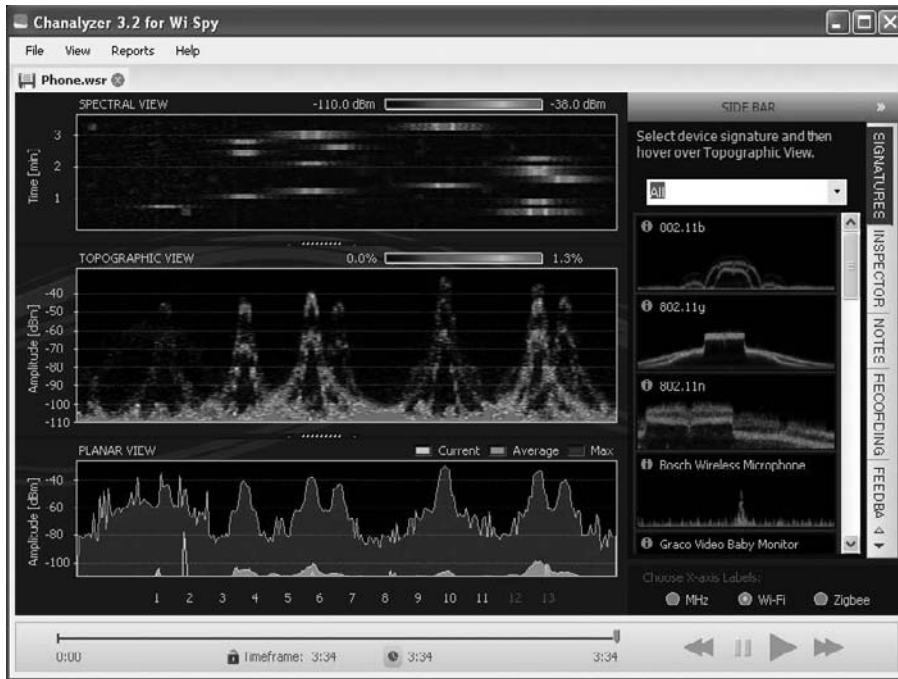 Chanalyzer 3.2 for Wi Spy
File View Reports Help
Phone.wsr
SPECTRAL VIEW -110.0 dBm -38.0 dBm
Time [min]
3
2
1
TOPOGRAPHIC VIEW 0.0% 1.3%
Amplitude [dBm]
-40
-50
-60
-70
-80
-90
-100
-110
PLANAR VIEW Current Average Max
Amplitude [dBm]
-40
-60
-80
-100
1 2 3 4 5 6 7 8 9 10 11 12 13
SIDE BAR
Select device signature and then
hover over Topographic View.
All
002.11b
802.11g
802.11n
Bosch Wireless Microphone
Graco Video Baby Monitor
Choose X-axis Labels:
MHz Wi-Fi Zigbee
SIGNATURES
INSPECTOR
NOTES
RECORDING
FEEDBA
0:00 Timeframe: 3:34 3:34 3:34